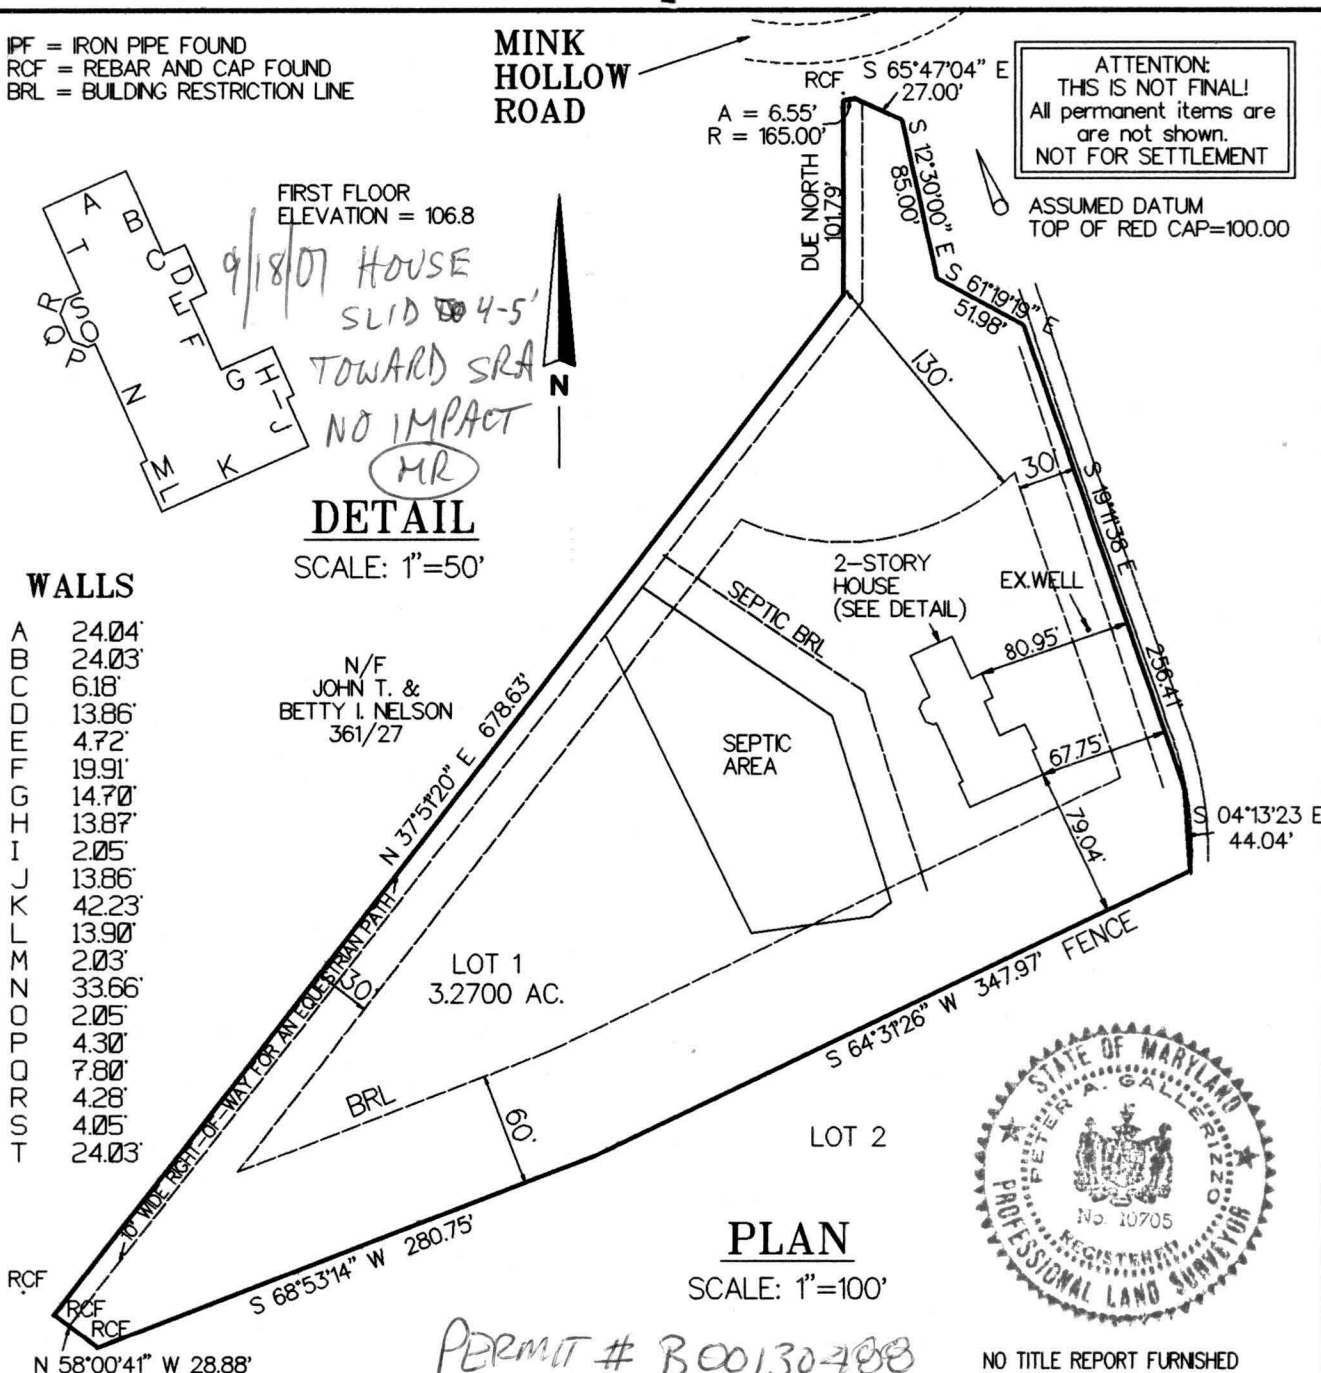 IPF = IRON PIPE FOUND
RCF = REBAR AND CAP FOUND
BRL = BUILDING RESTRICTION LINE
MINK
HOLLOW
ROAD
RCF
S 65°47'04" E
27.00'
A = 6.55'
R = 165.00'
ATTENTION:
THIS IS NOT FINAL!
All permanent items are
are not shown.
NOT FOR SETTLEMENT
ASSUMED DATUM
TOP OF RED CAP=100.00
DUE NORTH
101.79'
S 12°30'00" E
85.00'
S 61°19'19" E
51.98'
FIRST FLOOR
ELEVATION = 106.8
9/18/07 HOUSE
SLID 4-5'
TOWARD SRA
NO IMPACT
MR
A
B
C
D
E
F
G
H
I
J
K
L
M
N
O
P
Q
R
S
T
N
DETAIL
SCALE: 1"=50'
130'
30'
S 19°11'38 E
256.41'
2-STORY
HOUSE
(SEE DETAIL)
EX.WELL
80.95'
67.75'
79.04'
S 04°13'23 E
44.04'
SEPTIC BRL
SEPTIC
AREA
WALLS
A 24.04'
B 24.03'
C 6.18'
D 13.86'
E 4.72'
F 19.91'
G 14.70'
H 13.87'
I 2.05'
J 13.86'
K 42.23'
L 13.90'
M 2.03'
N 33.66'
O 2.05'
P 4.30'
Q 7.80'
R 4.28'
S 4.05'
T 24.03'
N/F
JOHN T. &
BETTY I. NELSON
361/27
N 37°51'20" E 678.63'
10' WIDE RIGHT-OF-WAY FOR AN EQUESTRIAN PATH
30'
LOT 1
3.2700 AC.
BRL
60'
S 64°31'26" W 347.97' FENCE
S 68°53'14" W 280.75'
LOT 2
RCF
RCF
RCF
N 58°00'41" W 28.88'
PLAN
SCALE: 1"=100'
STATE OF MARYLAND
PETER A. GALLERIZZO
No. 10705
REGISTERED
PROFESSIONAL LAND SURVEYOR
PERMIT # B00130488
NO TITLE REPORT FURNISHED